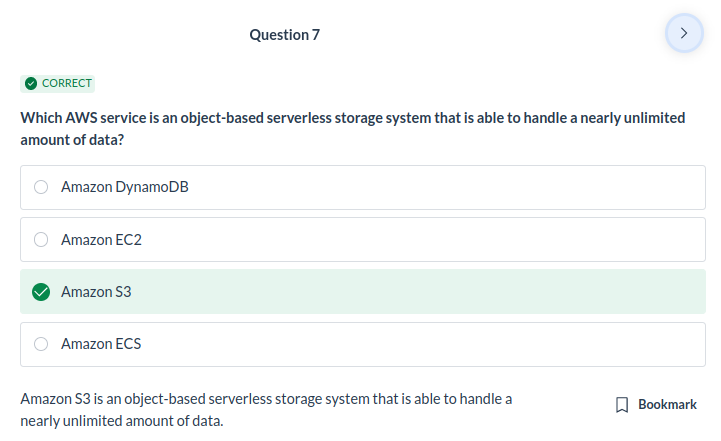 Question 7
CORRECT
Which AWS service is an object-based serverless storage system that is able to handle a nearly unlimited
amount of data?
Amazon DynamoDB
Amazon EC2
Amazon S3
Amazon ECS
Amazon S3 is an object-based serverless storage system that is able to handle a
nearly unlimited amount of data.
Bookmark